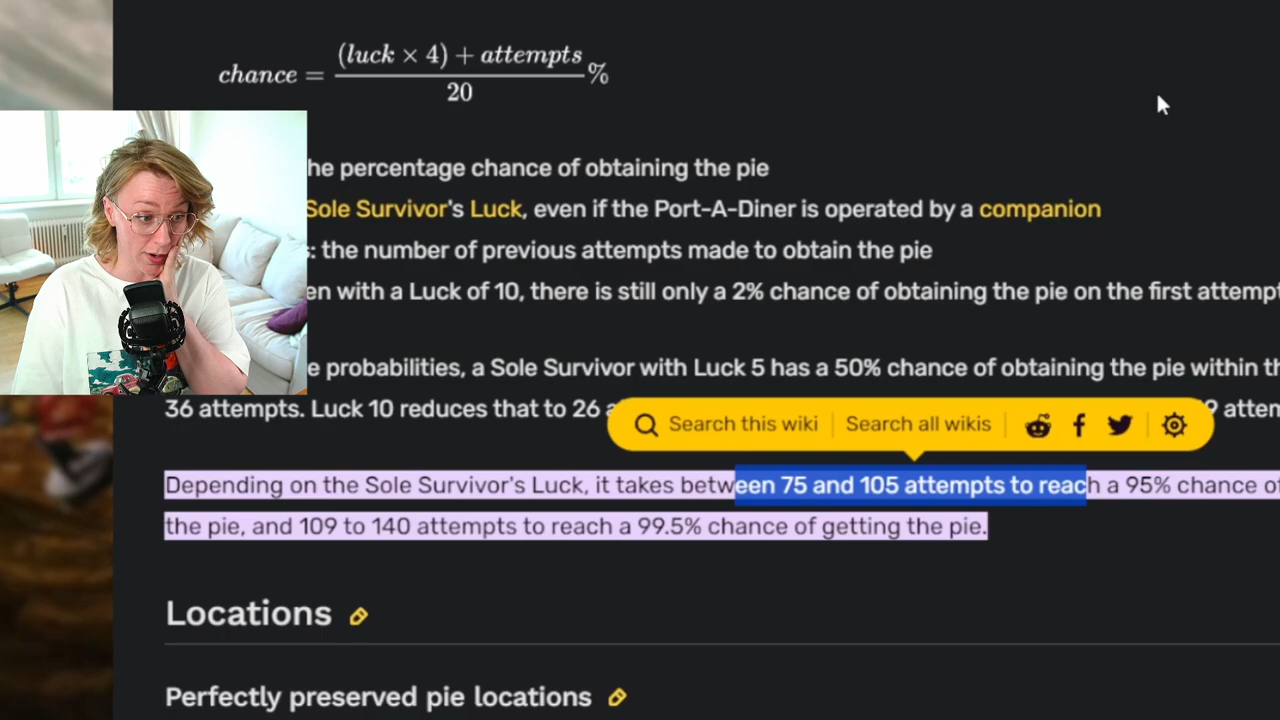 chance = (luck × 4) + attempts / 20 %
he percentage chance of obtaining the pie
Sole Survivor's Luck, even if the Port-A-Diner is operated by a companion
s: the number of previous attempts made to obtain the pie
en with a Luck of 10, there is still only a 2% chance of obtaining the pie on the first attempt
e probabilities, a Sole Survivor with Luck 5 has a 50% chance of obtaining the pie within th
36 attempts. Luck 10 reduces that to 26 a
9 attem
Search this wiki
Search all wikis
Depending on the Sole Survivor's Luck, it takes between 75 and 105 attempts to reach a 95% chance of
the pie, and 109 to 140 attempts to reach a 99.5% chance of getting the pie.
Locations
Perfectly preserved pie locations